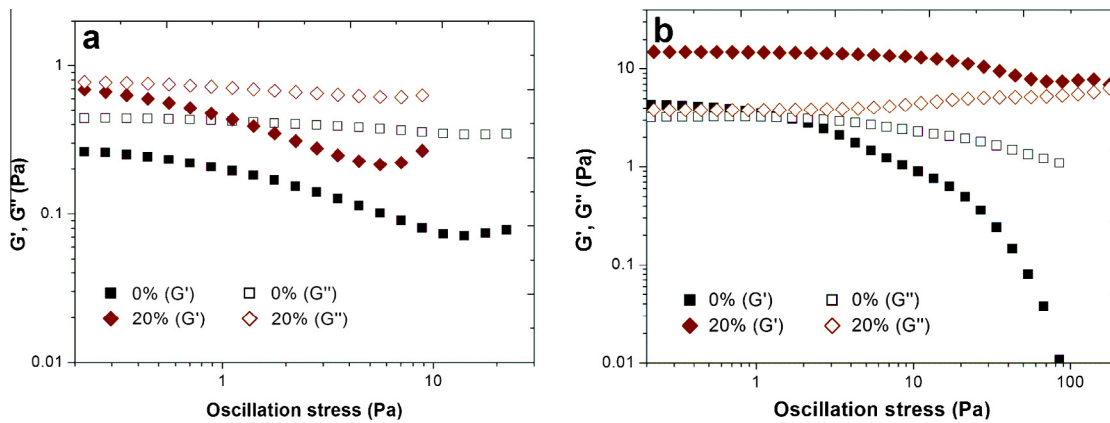 a
1
0.1
0.01
G', G'' (Pa)
0% (G') 0% (G'')
20% (G') 20% (G'')
1 10
Oscillation stress (Pa)
b
10
1
0.1
0.01
G', G'' (Pa)
0% (G') 0% (G'')
20% (G') 20% (G'')
1 10 100
Oscillation stress (Pa)